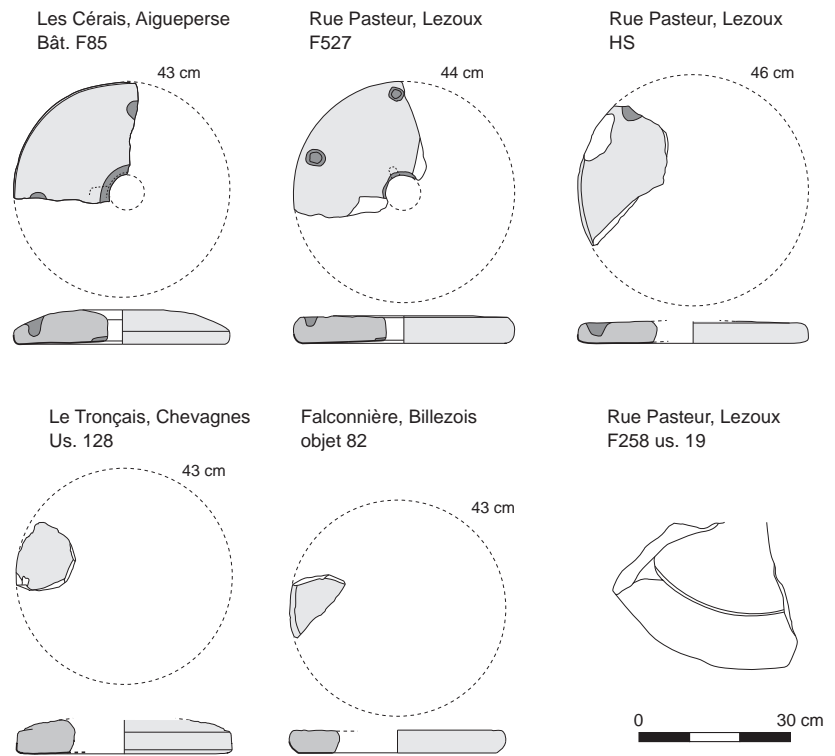 Les Cérais, Aigueperse
Bât. F85
43 cm
Rue Pasteur, Lezoux
F527
44 cm
Rue Pasteur, Lezoux
HS
46 cm
Le Tronçais, Chevagnes
Us. 128
43 cm
Falconnière, Billezois
objet 82
43 cm
Rue Pasteur, Lezoux
F258 us. 19
0 30 cm